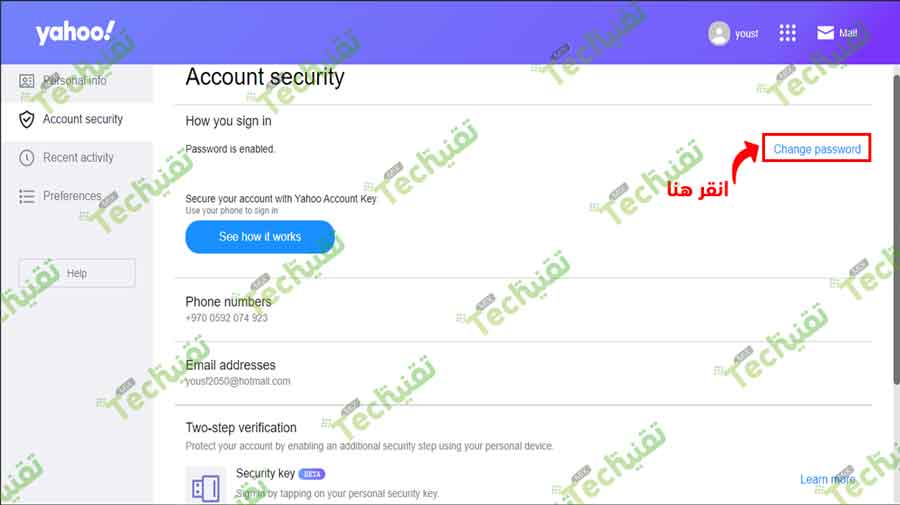 yahoo!
yousf
Mail
Personal info
Account security
Recent activity
Preferences
Help
Account security
How you sign in
Password is enabled.
Change password
انقر هنا
Secure your account with Yahoo Account Key
Use your phone to sign in
See how it works
Phone numbers
+970 0592 074 923
Email addresses
yousf2050@hotmail.com
Two-step verification
Protect your account by enabling an additional security step using your personal device.
Security key BETA
Sign in by tapping on your personal security key.
Learn more
تقنيتech